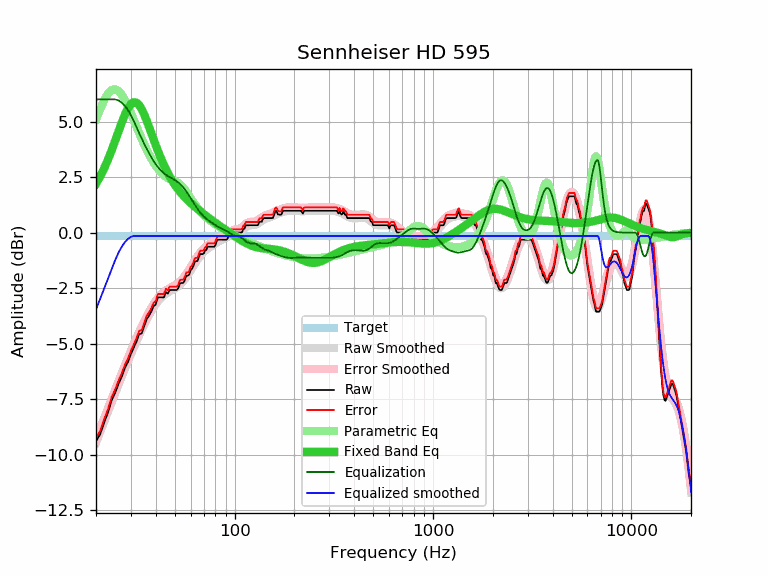 Sennheiser HD 595
Amplitude (dBr)
5.0
2.5
0.0
−2.5
−5.0
−7.5
−10.0
−12.5
Target
Raw Smoothed
Error Smoothed
Raw
Error
Parametric Eq
Fixed Band Eq
Equalization
Equalized smoothed
100
1000
10000
Frequency (Hz)